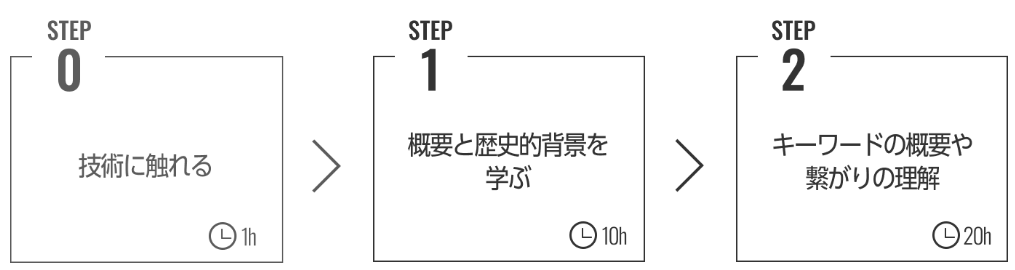 STEP
0
技術に触れる
1h
STEP
1
概要と歴史的背景を
学ぶ
10h
STEP
2
キーワードの概要や
繋がりの理解
20h